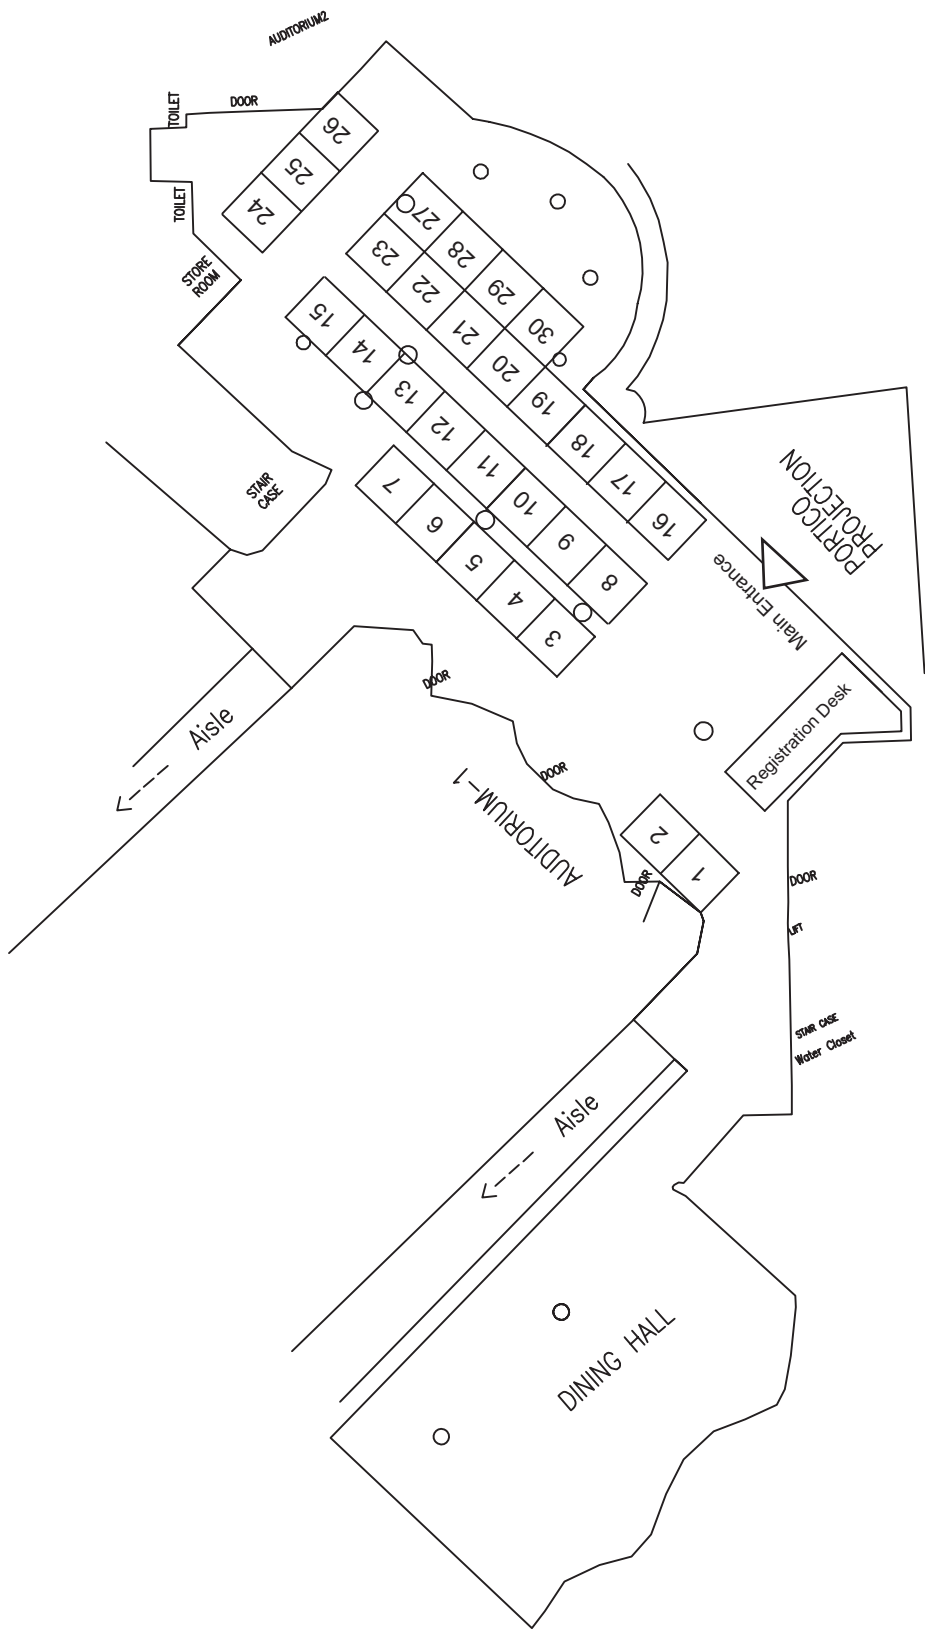 AUDITORIUM2
TOILET
DOOR
26
25
24
TOILET
STORE
ROOM
27
28
29
30
23
22
21
20
19
18
17
16
15
14
13
12
11
10
9
8
7
6
5
4
3
STAIR
CASE
PORTICO
PROJECTION
Main Entrance
Aisle
DOOR
Registration Desk
DOOR
AUDITORIUM-1
2
1
DOOR
DOOR
LIFT
STAIR CASE
Water Closet
Aisle
DINING HALL